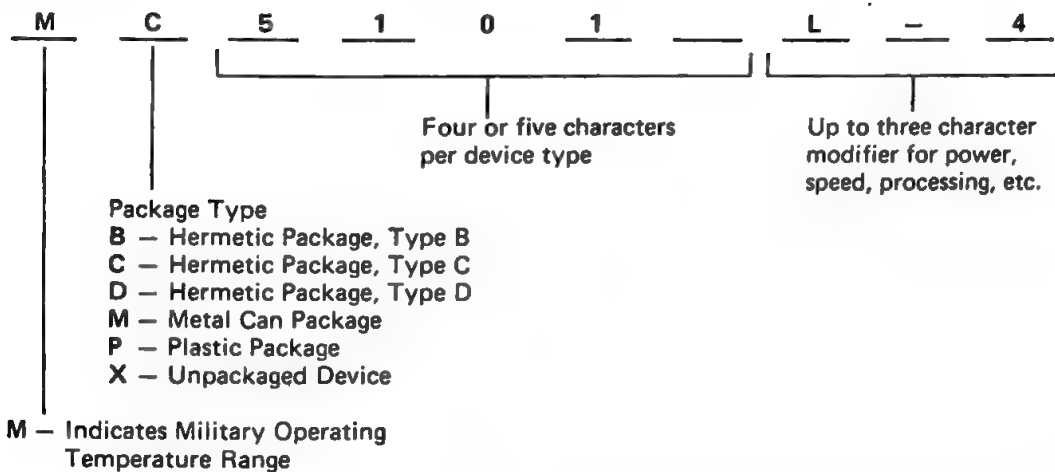 M C 5 1 0 1 L – 4
Four or five characters
per device type
Up to three character
modifier for power,
speed, processing, etc.
Package Type
B — Hermetic Package, Type B
C — Hermetic Package, Type C
D — Hermetic Package, Type D
M — Metal Can Package
P — Plastic Package
X — Unpackaged Device
M — Indicates Military Operating
Temperature Range